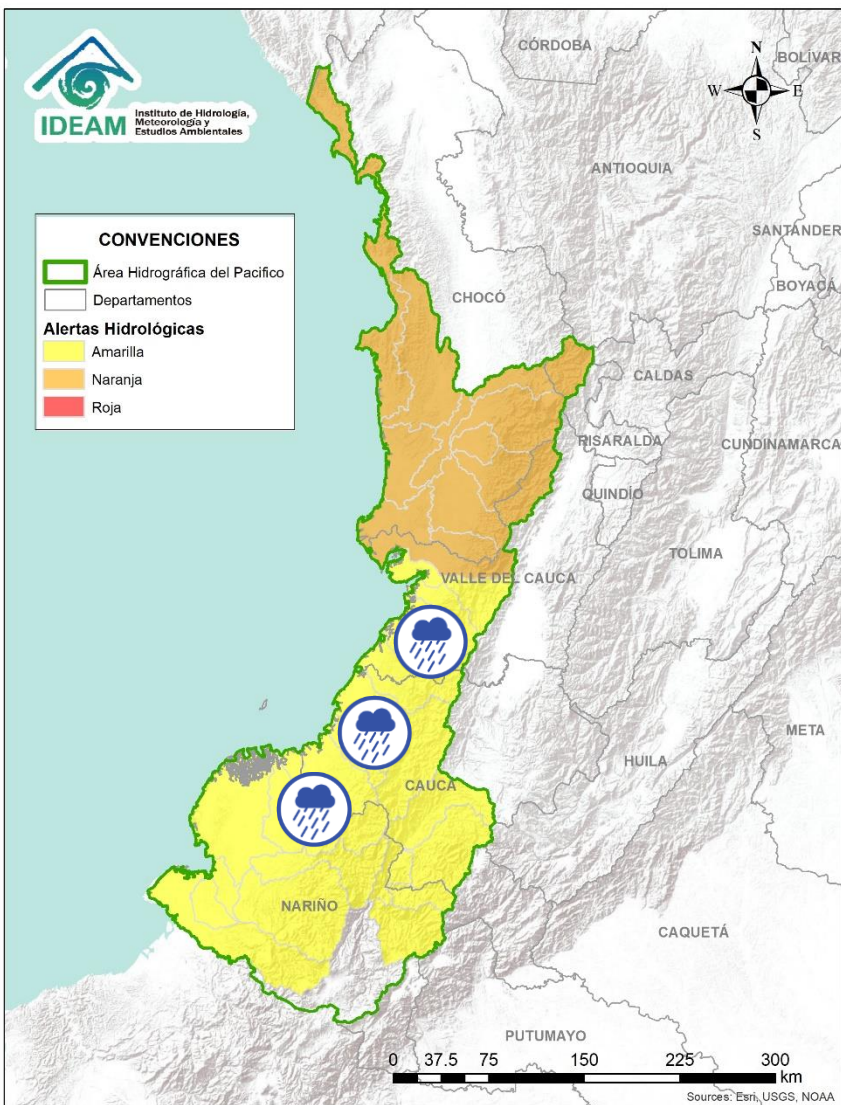 IDEAM
Instituto de Hidrología,
Meteorología y
Estudios Ambientales
N
W
E
S
CÓRDOBA
BOLÍVAR
ANTIOQUIA
SANTANDER
BOYACÁ
CHOCÓ
CALDAS
RISARALDA
CUNDINAMARCA
QUINDÍO
TOLIMA
VALLE DEL CAUCA
META
HUILA
CAUCA
NARIÑO
CAQUETÁ
PUTUMAYO
CONVENCIONES
Área Hidrográfica del Pacifico
Departamentos
Alertas Hidrológicas
Amarilla
Naranja
Roja
0 37.5 75 150 225 300
km
Sources: Esri, USGS, NOAA